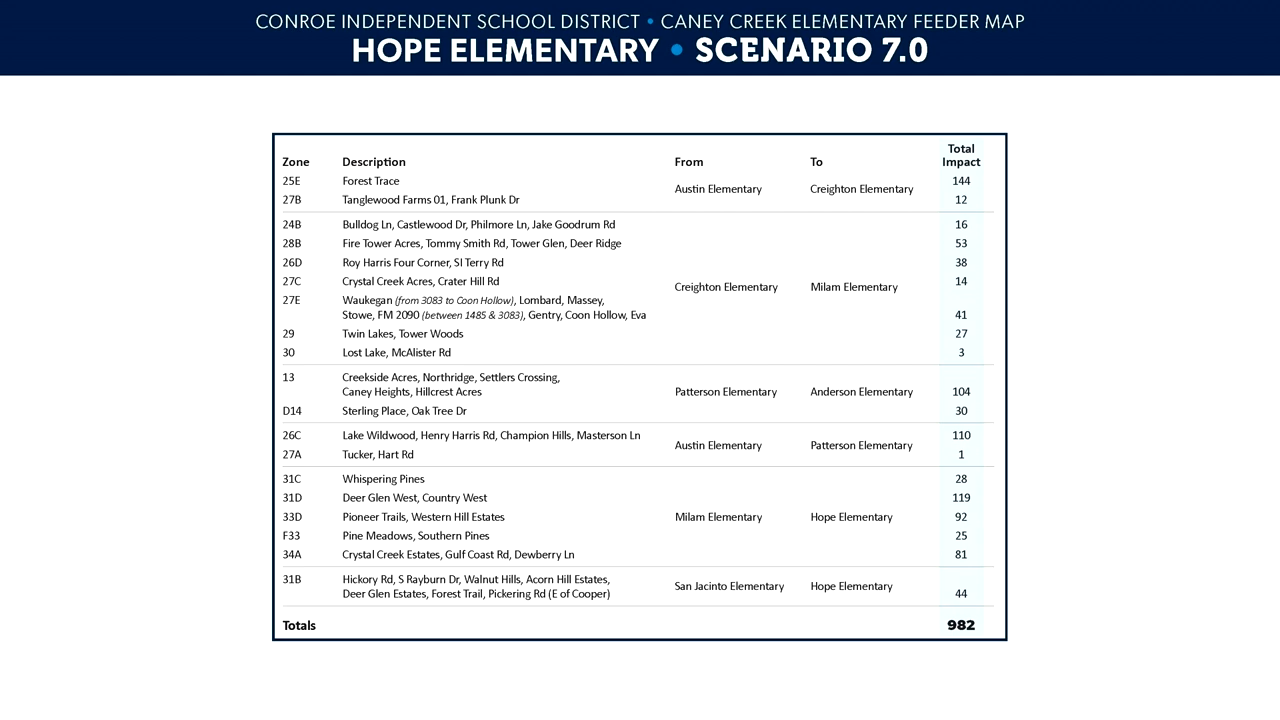 CONROE INDEPENDENT SCHOOL DISTRICT • CANEY CREEK ELEMENTARY FEEDER MAP
HOPE ELEMENTARY • SCENARIO 7.0
Zone Description From To Total Impact
25E Forest Trace 144
Austin Elementary Creighton Elementary
27B Tanglewood Farms 01, Frank Plunk Dr 12
24B Bulldog Ln, Castlewood Dr, Philmore Ln, Jake Goodrum Rd 16
28B Fire Tower Acres, Tommy Smith Rd, Tower Glen, Deer Ridge 53
26D Roy Harris Four Corner, SI Terry Rd 38
27C Crystal Creek Acres, Crater Hill Rd 14
Creighton Elementary Milam Elementary
27E Waukegan (from 3083 to Coon Hollow), Lombard, Massey,
Stowe, FM 2090 (between 1485 & 3083), Gentry, Coon Hollow, Eva 41
29 Twin Lakes, Tower Woods 27
30 Lost Lake, McAlister Rd 3
13 Creekside Acres, Northridge, Settlers Crossing,
Caney Heights, Hillcrest Acres Patterson Elementary Anderson Elementary 104
D14 Sterling Place, Oak Tree Dr 30
26C Lake Wildwood, Henry Harris Rd, Champion Hills, Masterson Ln 110
Austin Elementary Patterson Elementary
27A Tucker, Hart Rd 1
31C Whispering Pines 28
31D Deer Glen West, Country West 119
33D Pioneer Trails, Western Hill Estates Milam Elementary Hope Elementary 92
F33 Pine Meadows, Southern Pines 25
34A Crystal Creek Estates, Gulf Coast Rd, Dewberry Ln 81
31B Hickory Rd, S Rayburn Dr, Walnut Hills, Acorn Hill Estates,
San Jacinto Elementary Hope Elementary
Deer Glen Estates, Forest Trail, Pickering Rd (E of Cooper) 44
Totals 982